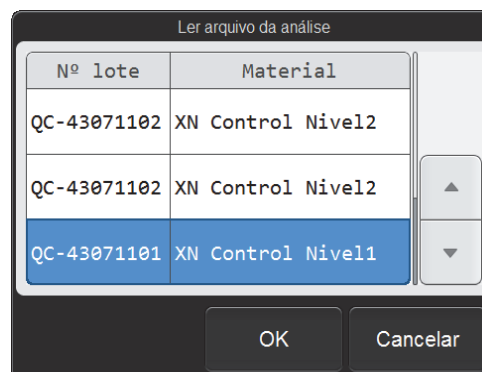 Ler arquivo da análise
Nº lote Material
QC-43071102 XN Control Nivel2
QC-43071102 XN Control Nivel2
QC-43071101 XN Control Nivel1
OK Cancelar